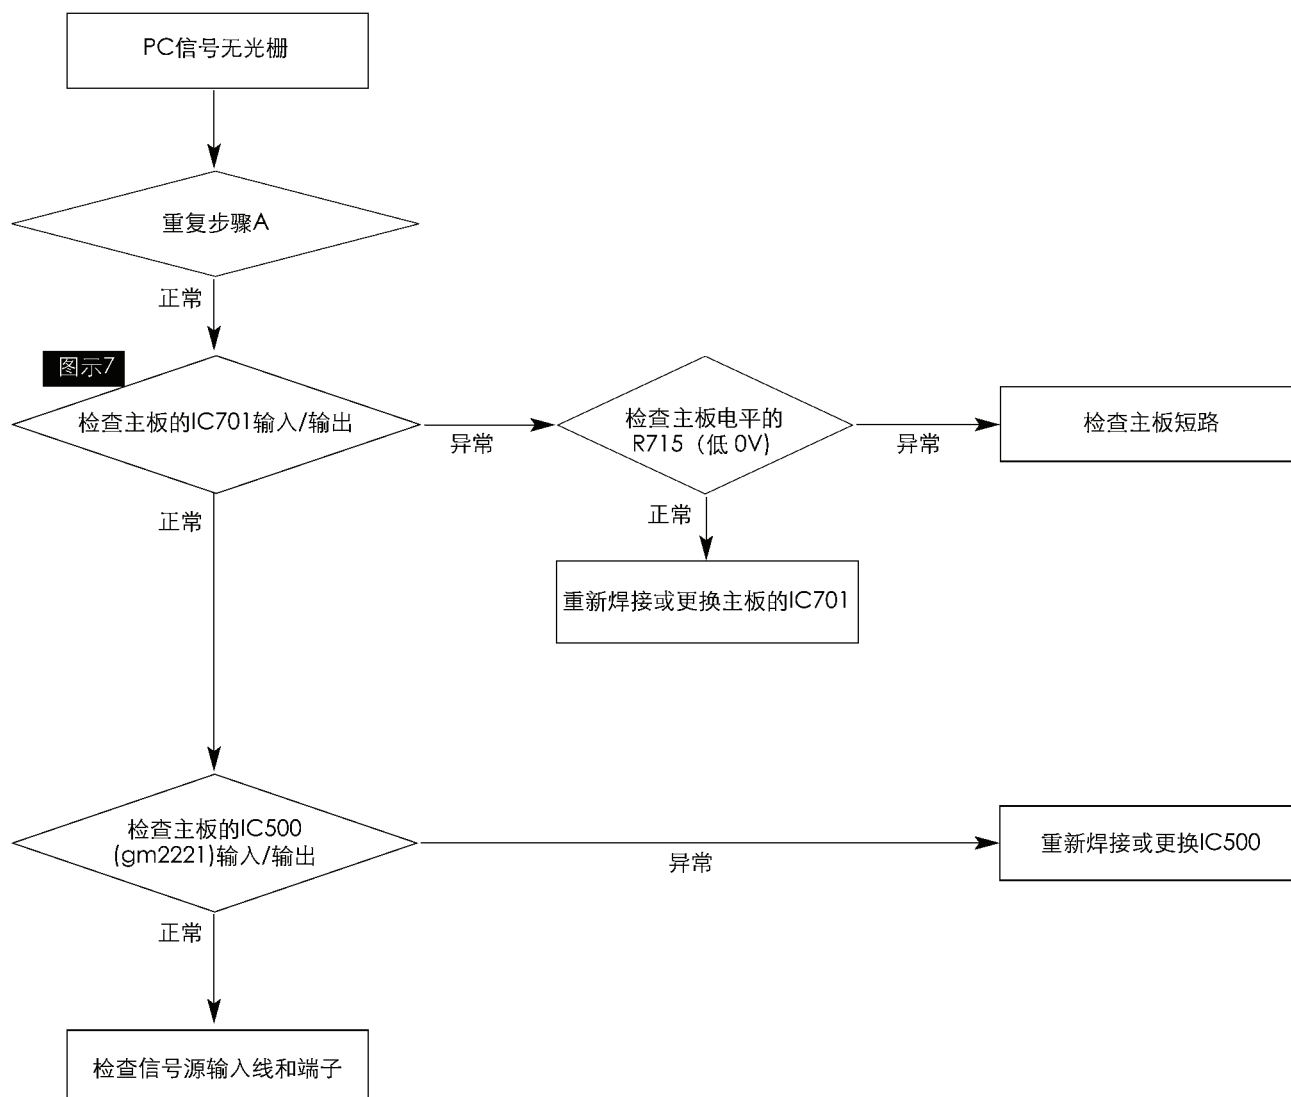 PC信号无光栅
重复步骤A
正常
图示7
检查主板的IC701输入/输出
异常
检查主板电平的
R715（低 0V)
异常
检查主板短路
正常
正常
重新焊接或更换主板的IC701
检查主板的IC500
(gm2221)输入/输出
异常
重新焊接或更换IC500
正常
检查信号源输入线和端子